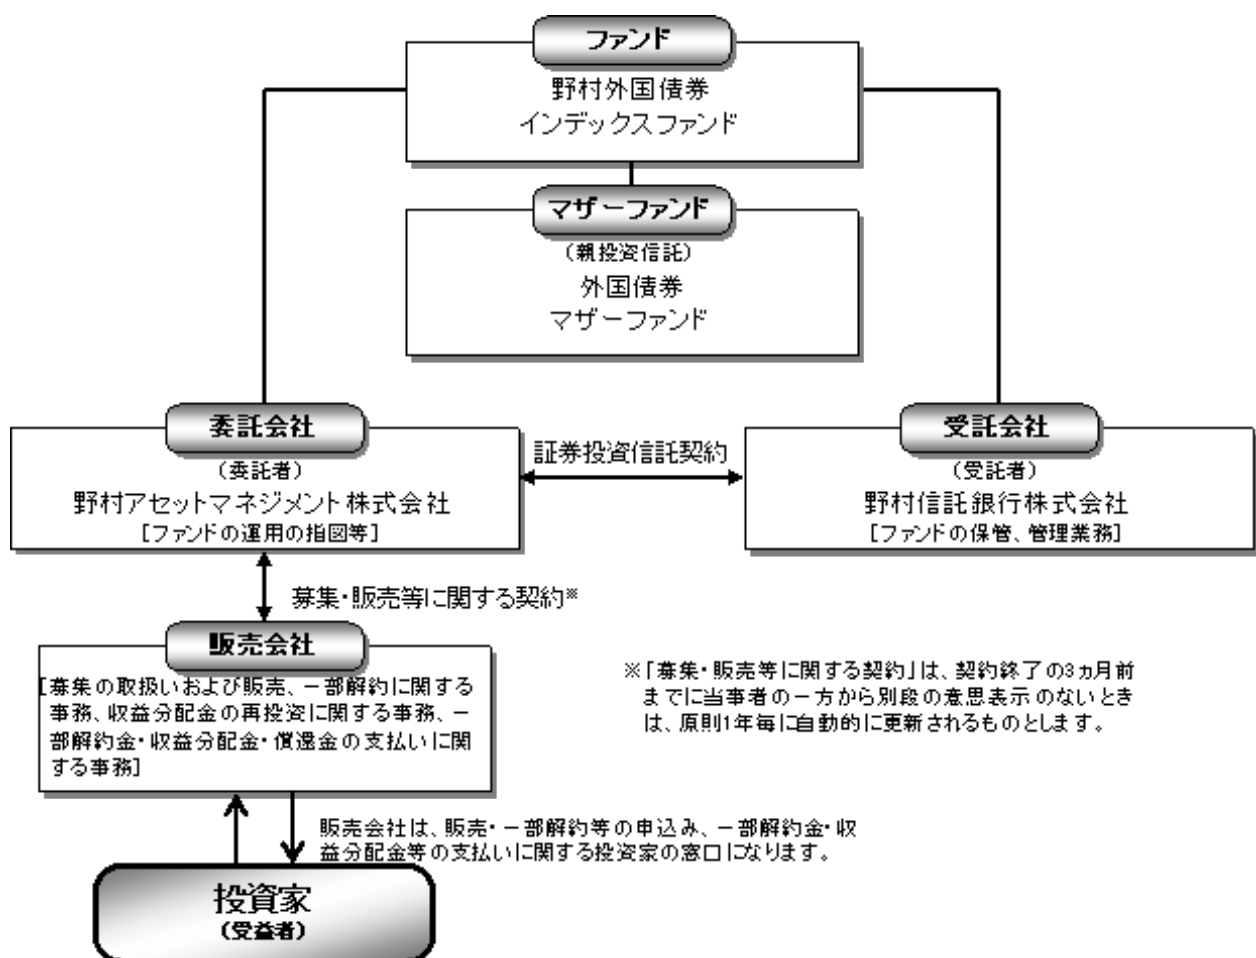 ファンド
野村外国債券
インデックスファンド
マザーファンド
（親投資信託）
外国債券
マザーファンド
委託会社
（委託者）
野村アセットマネジメント株式会社
［ファンドの運用の指図等］
証券投資信託契約
受託会社
（受託者）
野村信託銀行株式会社
［ファンドの保管、管理業務］
募集・販売等に関する契約※
販売会社
［募集の取扱いおよび販売、一部解約に関する
事務、収益分配金の再投資に関する事務、一
部解約金・収益分配金・償還金の支払いに関
する事務］
※「募集・販売等に関する契約」は、契約終了の3ヵ月前
までに当事者の一方から別段の意思表示のないとき
は、原則1年毎に自動的に更新されるものとします。
販売会社は、販売・一部解約等の申込み、一部解約金・収
益分配金等の支払いに関する投資家の窓口になります。
投資家
（受益者）